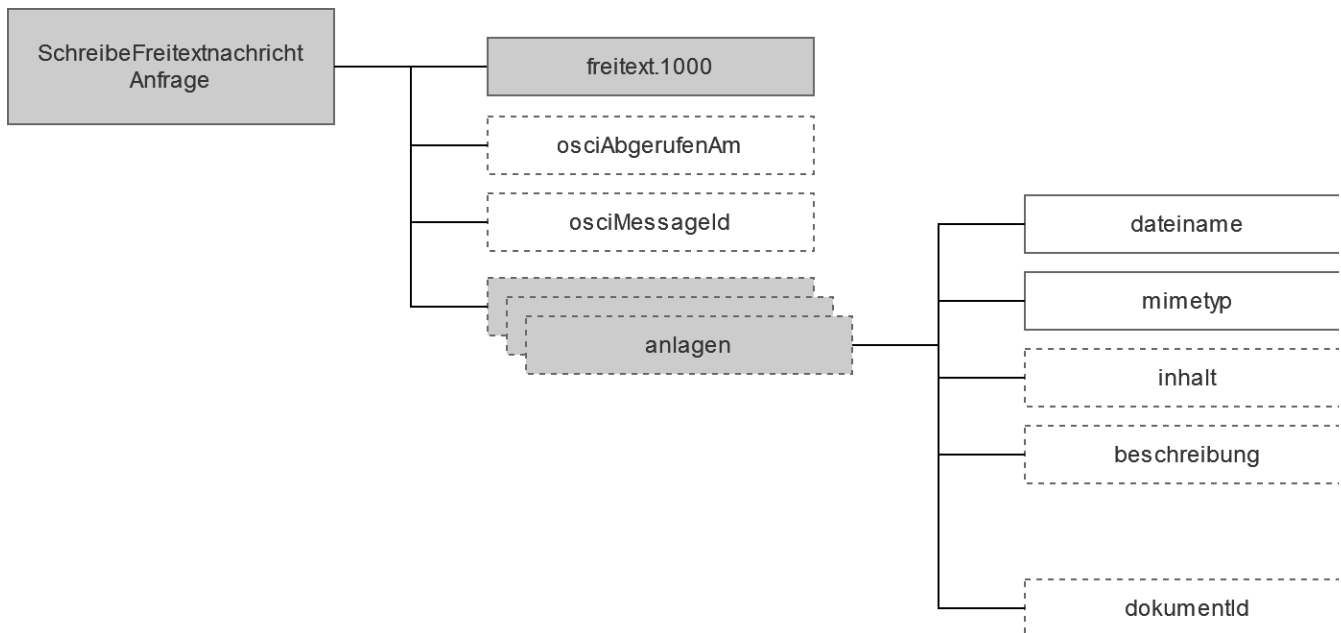 SchreibeFreitextnachricht
Anfrage
freitext.1000
osciAbgerufenAm
osciMessageId
anlagen
dateiname
mimetyp
inhalt
beschreibung
dokumentId